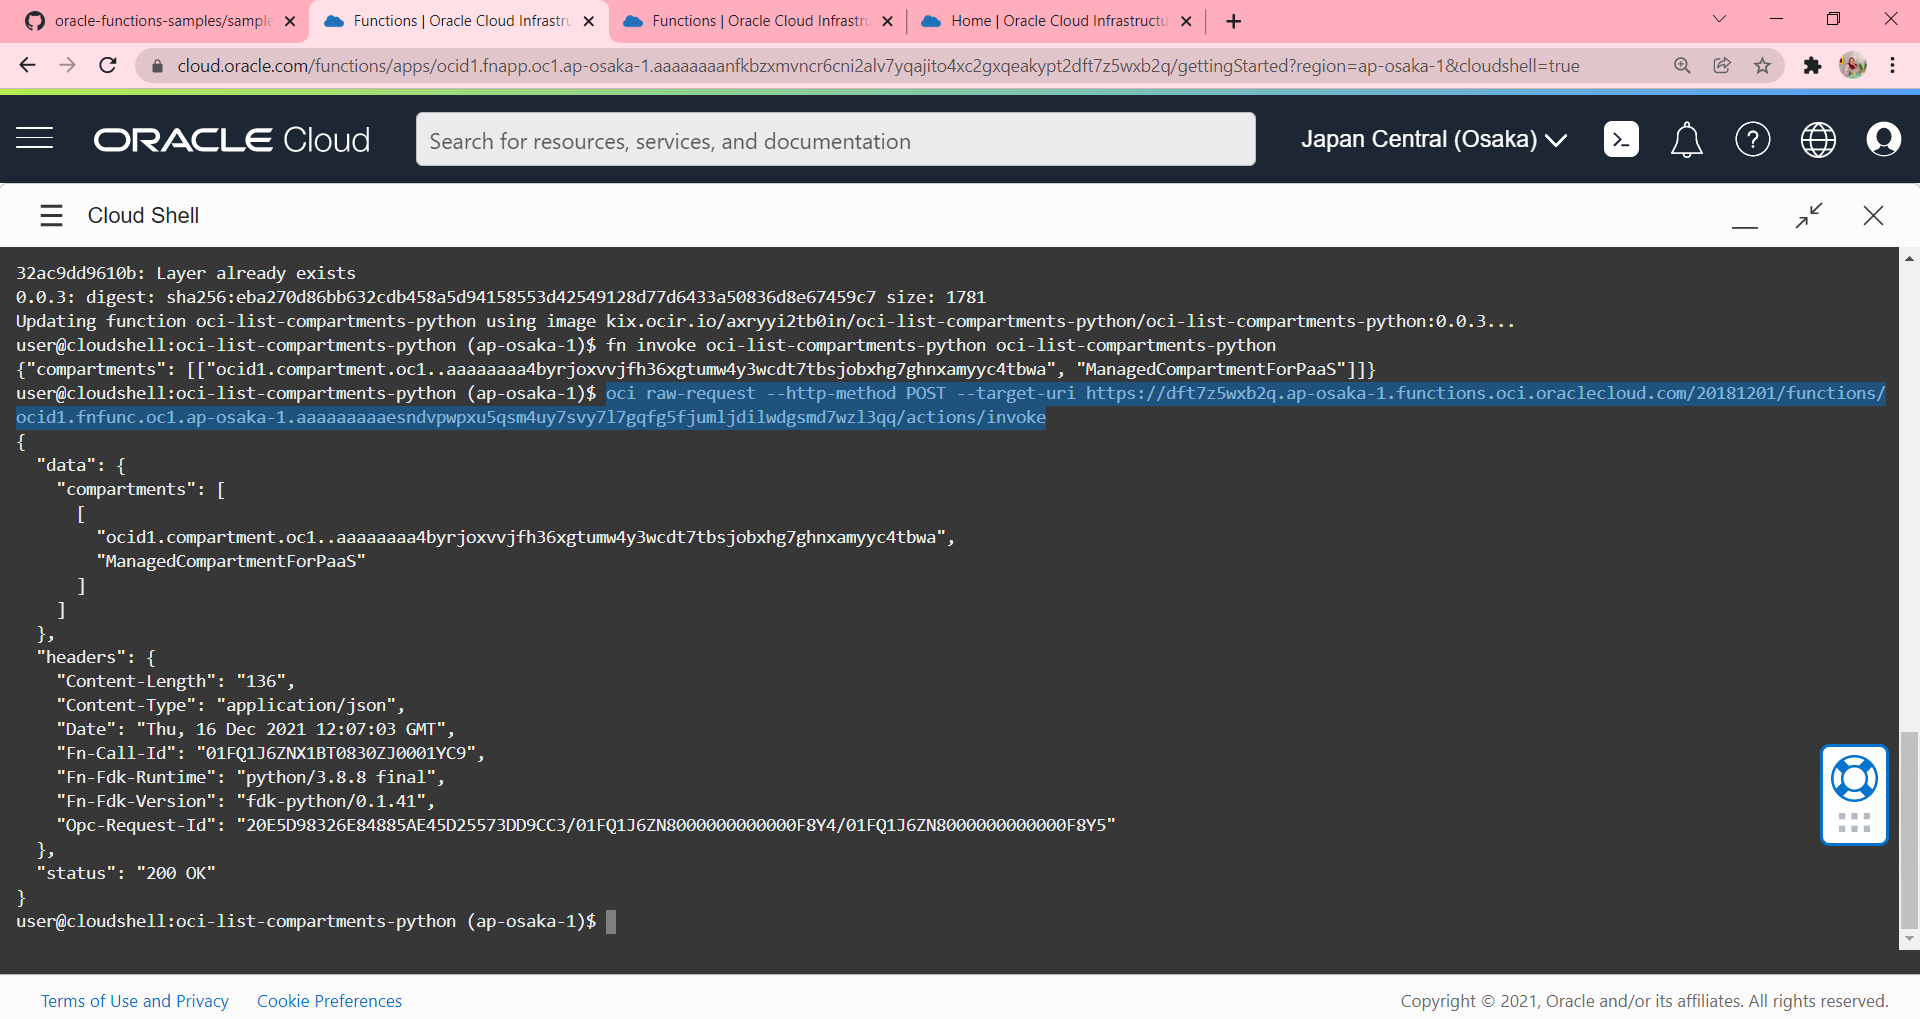 oracle-functions-samples/sample
Functions | Oracle Cloud Infrastru
Functions | Oracle Cloud Infrastru
Home | Oracle Cloud Infrastructu
cloud.oracle.com/functions/apps/ocid1.fnapp.oc1.ap-osaka-1.aaaaaaaanfkbzxmvncr6cni2alv7yqajito4xc2gxqeakypt2dft7z5wxb2q/gettingStarted?region=ap-osaka-1&cloudshell=true
ORACLE Cloud
Search for resources, services, and documentation
Japan Central (Osaka)
Cloud Shell
32ac9dd9610b: Layer already exists
0.0.3: digest: sha256:eba270d86bb632cdb458a5d94158553d42549128d77d6433a50836d8e67459c7 size: 1781
Updating function oci-list-compartments-python using image kix.ocir.io/axryyi2tb0in/oci-list-compartments-python/oci-list-compartments-python:0.0.3...
user@cloudshell:oci-list-compartments-python (ap-osaka-1)$ fn invoke oci-list-compartments-python oci-list-compartments-python
{"compartments": [["ocid1.compartment.oc1..aaaaaaaa4byrjoxvvjfh36xgtumw4y3wcdt7tbsjobxhg7ghnxamyyc4tbwa", "ManagedCompartmentForPaaS"]]}
user@cloudshell:oci-list-compartments-python (ap-osaka-1)$ oci raw-request --http-method POST --target-uri https://dft7z5wxb2q.ap-osaka-1.functions.oci.oraclecloud.com/20181201/functions/
ocid1.fnfunc.oc1.ap-osaka-1.aaaaaaaaaesndvpwpxu5qsm4uy7svy7l7gqfg5fjumljdilwdgsmd7wzl3qq/actions/invoke
{
"data": {
"compartments": [
[
"ocid1.compartment.oc1..aaaaaaaa4byrjoxvvjfh36xgtumw4y3wcdt7tbsjobxhg7ghnxamyyc4tbwa",
"ManagedCompartmentForPaaS"
]
]
},
"headers": {
"Content-Length": "136",
"Content-Type": "application/json",
"Date": "Thu, 16 Dec 2021 12:07:03 GMT",
"Fn-Call-Id": "01FQ1J6ZNX1BT0830ZJ0001YC9",
"Fn-Fdk-Runtime": "python/3.8.8 final",
"Fn-Fdk-Version": "fdk-python/0.1.41",
"Opc-Request-Id": "20E5D98326E84885AE45D25573DD9CC3/01FQ1J6ZN8000000000000F8Y4/01FQ1J6ZN8000000000000F8Y5"
},
"status": "200 OK"
}
user@cloudshell:oci-list-compartments-python (ap-osaka-1)$
Terms of Use and Privacy
Cookie Preferences
Copyright © 2021, Oracle and/or its affiliates. All rights reserved.